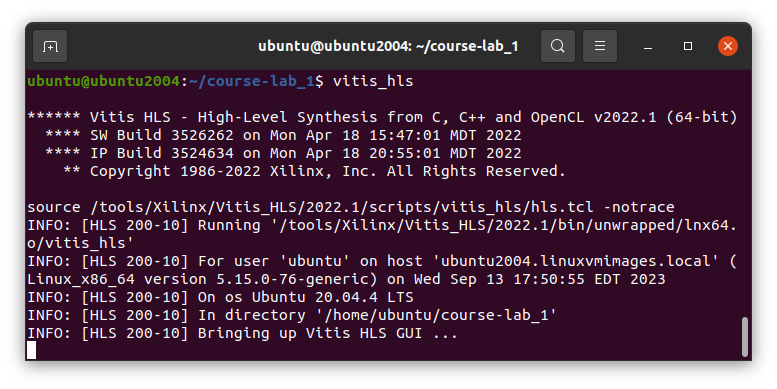 ubuntu@ubuntu2004: ~/course-lab_1
ubuntu@ubuntu2004:~/course-lab_1$ vitis_hls
****** Vitis HLS - High-Level Synthesis from C, C++ and OpenCL v2022.1 (64-bit)
  **** SW Build 3526262 on Mon Apr 18 15:47:01 MDT 2022
  **** IP Build 3524634 on Mon Apr 18 20:55:01 MDT 2022
    ** Copyright 1986-2022 Xilinx, Inc. All Rights Reserved.
source /tools/Xilinx/Vitis_HLS/2022.1/scripts/vitis_hls/hls.tcl -notrace
INFO: [HLS 200-10] Running '/tools/Xilinx/Vitis_HLS/2022.1/bin/unwrapped/lnx64.
o/vitis_hls'
INFO: [HLS 200-10] For user 'ubuntu' on host 'ubuntu2004.linuxvmimages.local' (
Linux_x86_64 version 5.15.0-76-generic) on Wed Sep 13 17:50:55 EDT 2023
INFO: [HLS 200-10] On os Ubuntu 20.04.4 LTS
INFO: [HLS 200-10] In directory '/home/ubuntu/course-lab_1'
INFO: [HLS 200-10] Bringing up Vitis HLS GUI ...